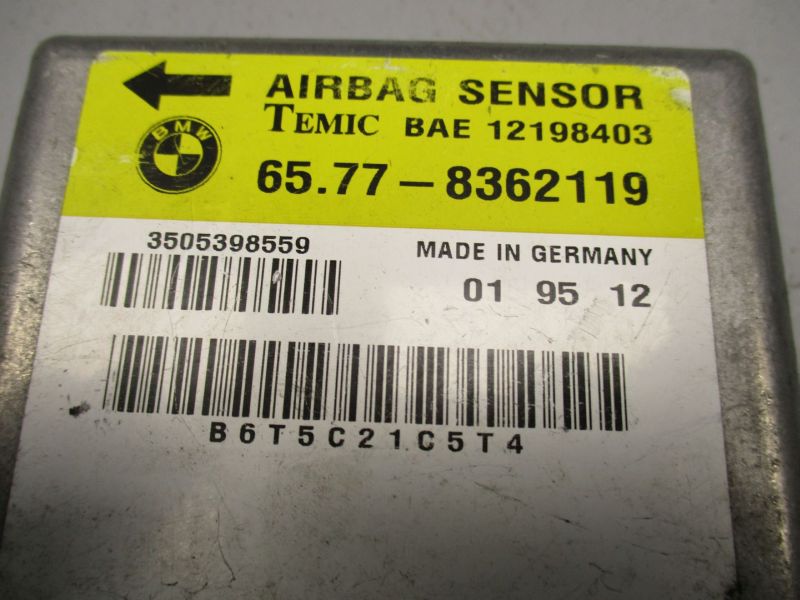 AIRBAG SENSOR
TEMIC BAE 12198403
BMW
65.77-8362119
3505398559
MADE IN GERMANY
01 95 12
B6T5C21C5T4